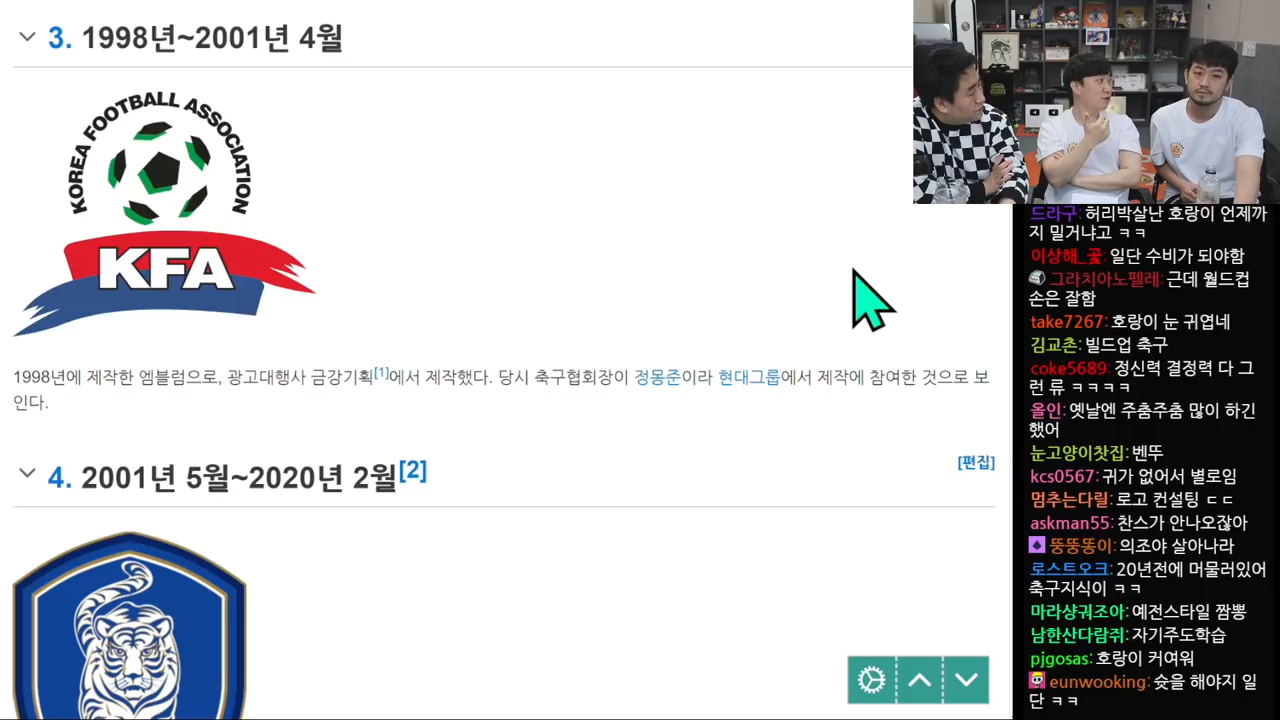 3. 1998년~2001년 4월
KOREA FOOTBALL ASSOCIATION
KFA
1998년에 제작한 엠블럼으로, 광고대행사 금강기획[1]에서 제작했다. 당시 축구협회장이 정몽준이라 현대그룹에서 제작에 참여한 것으로 보
인다.
4. 2001년 5월~2020년 2월[2]
[편집]
드라구: 허리박살난 호랑이 언제까
지 밀거냐고 ㅋㅋ
이상해_꽃: 일단 수비가 되야함
그라치아노펠레: 근데 월드컵
손은 잘함
take7267: 호랑이 눈 귀엽네
김교촌: 빌드업 축구
coke5689: 정신력 결정력 다 그
런 류 ㅋㅋㅋㅋ
올인: 옛날엔 주춤주춤 많이 하긴
했어
눈고양이찻집: 벤뚜
kcs0567: 귀가 없어서 별로임
멈추는다릴: 로고 컨설팅 ㄷㄷ
askman55: 찬스가 안나오잖아
뚱뚱똥이: 의조야 살아나라
로스트오크: 20년전에 머물러있어
축구지식이 ㅋㅋ
마라샹궈조아: 예전스타일 짬뽕
남한산다람쥐: 자기주도학습
pjgosas: 호랑이 커여워
eunwooking: 슛을 해야지 일
단 ㅋㅋ